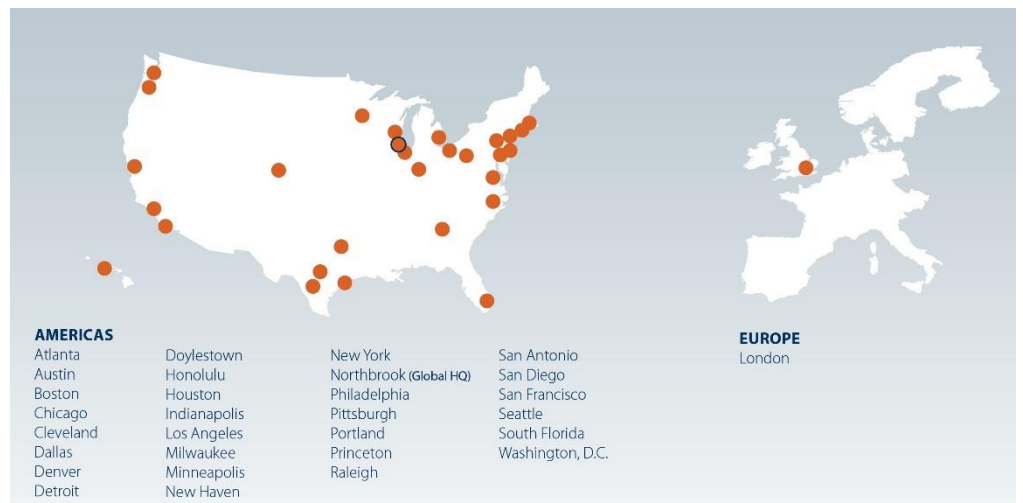 AMERICAS
Atlanta
Austin
Boston
Chicago
Cleveland
Dallas
Denver
Detroit
Doylestown
Honolulu
Houston
Indianapolis
Los Angeles
Milwaukee
Minneapolis
New Haven
New York
Northbrook (Global HQ)
Philadelphia
Pittsburgh
Portland
Princeton
Raleigh
San Antonio
San Diego
San Francisco
Seattle
South Florida
Washington, D.C.
EUROPE
London